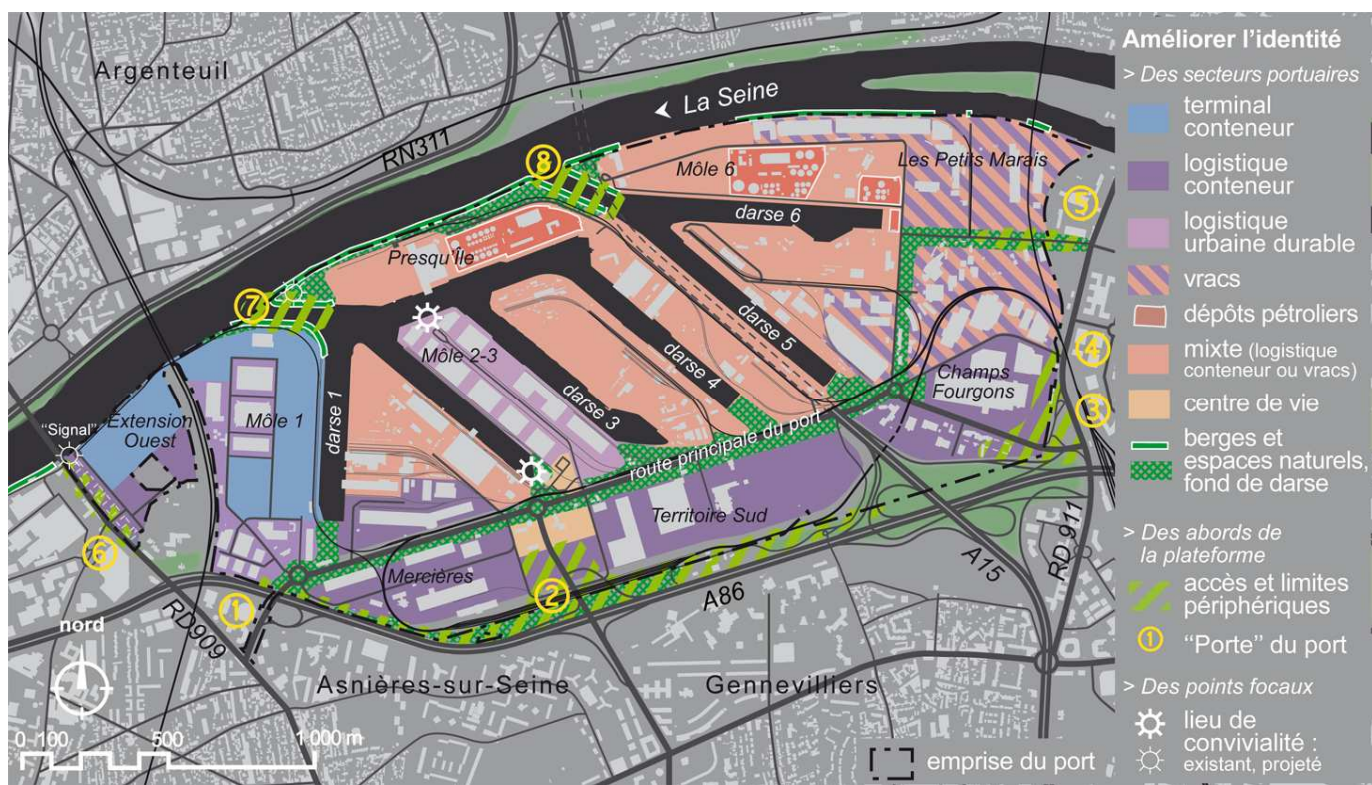 Argenteuil
RN311
La Seine
8
Môle 6
Les Petits Marais
5
darse 6
Presqu'île
7
darse 5
4
Môle 2-3
darse 4
Champs
Fourgons
3
darse 3
Extension
Ouest
Môle 1
darse 1
"Signal"
route principale du port
Territoire Sud
6
Mercières
A15
RD 911
1
2
A86
nord
RD909
Asnières-sur-Seine
Gennevilliers
0 100 500 1 000 m
emprise du port
Améliorer l'identité
> Des secteurs portuaires
terminal
conteneur
logistique
conteneur
logistique
urbaine durable
vracs
dépôts pétroliers
mixte (logistique
conteneur ou vracs)
centre de vie
berges et
espaces naturels,
fond de darse
> Des abords de
la plateforme
accès et limites
périphériques
1 "Porte" du port
> Des points focaux
lieu de
convivialité :
existant, projeté